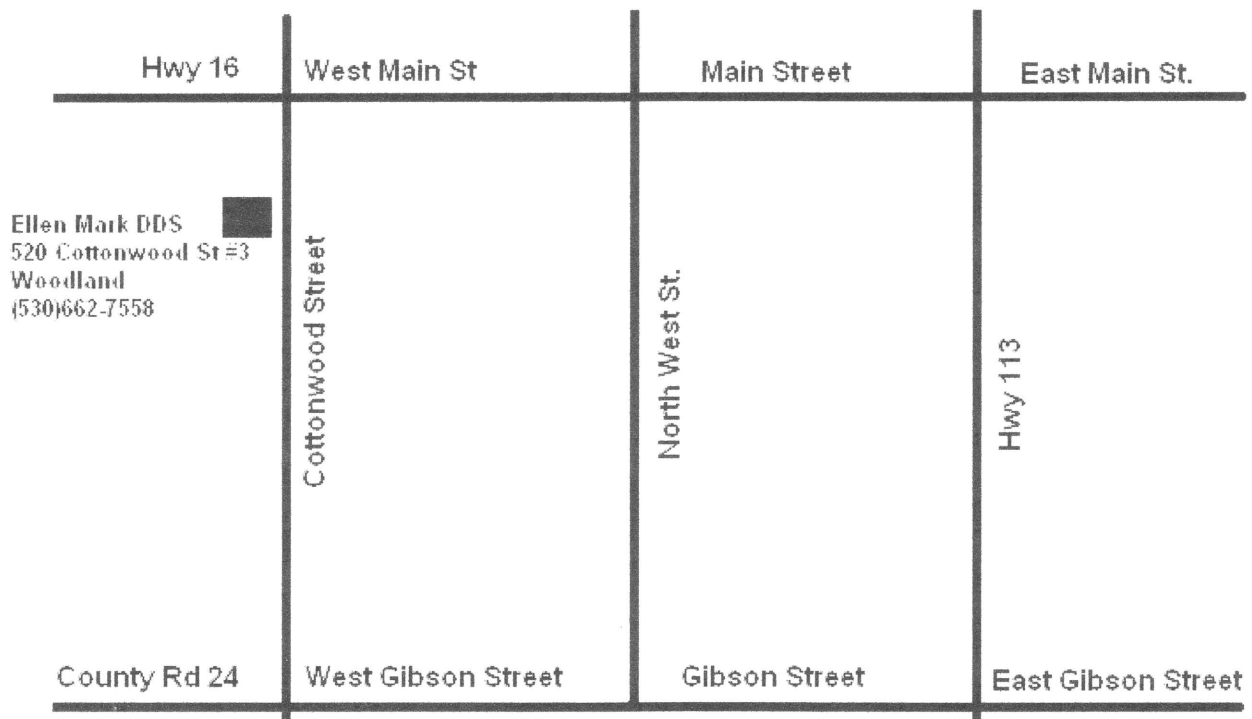 Hwy 16
West Main St
Main Street
East Main St.
Ellen Mark DDS
520 Cottonwood St #3
Woodland
(530)662-7558
Cottonwood Street
North West St.
Hwy 113
County Rd 24
West Gibson Street
Gibson Street
East Gibson Street